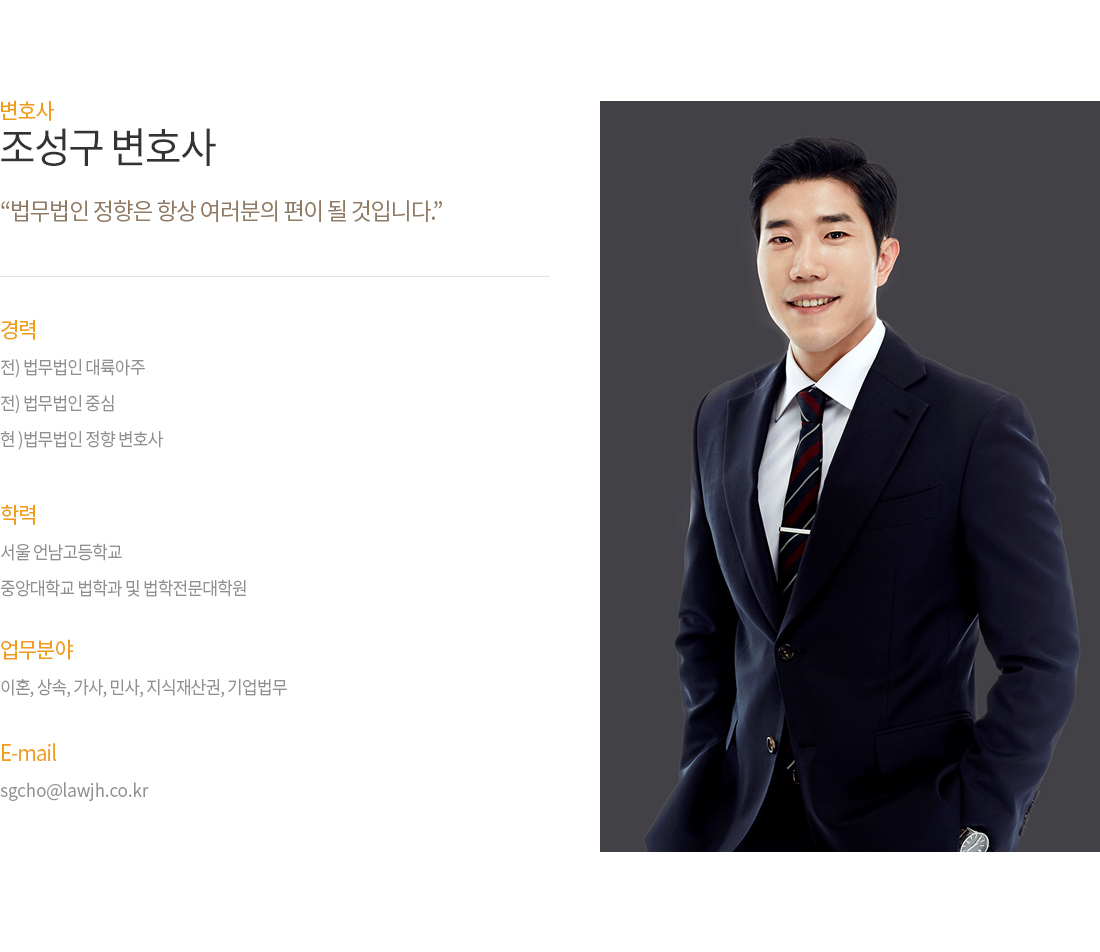 변호사
조성구 변호사
“법무법인 정향은 항상 여러분의 편이 될 것입니다.”
경력
전) 법무법인 대륙아주
전) 법무법인 중심
현 )법무법인 정향 변호사
학력
서울 언남고등학교
중앙대학교 법학과 및 법학전문대학원
업무분야
이혼, 상속, 가사, 민사, 지식재산권, 기업법무
E-mail
sgcho@lawjh.co.kr